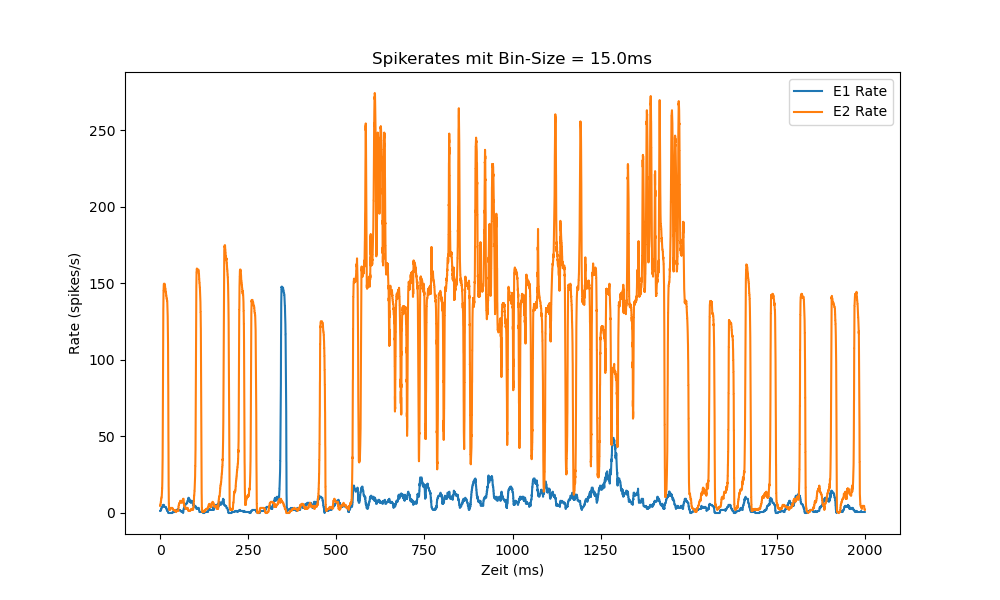 Spikerates mit Bin-Size = 15.0ms
E1 Rate
E2 Rate
Rate (spikes/s)
250
200
150
100
50
0
0 250 500 750 1000 1250 1500 1750 2000
Zeit (ms)